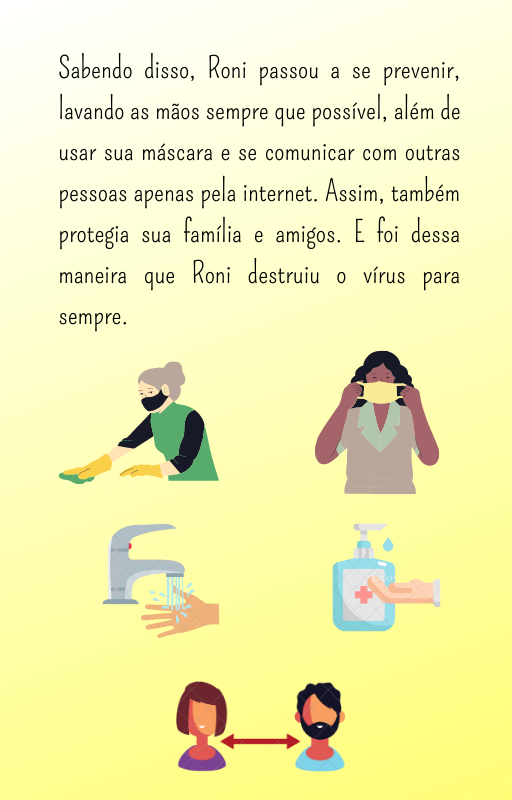 Sabendo disso, Roni passou a se prevenir,
lavando as mãos sempre que possível, além de
usar sua máscara e se comunicar com outras
pessoas apenas pela internet. Assim, também
protegia sua família e amigos. E foi dessa
maneira que Roni destruiu o vírus para
sempre.